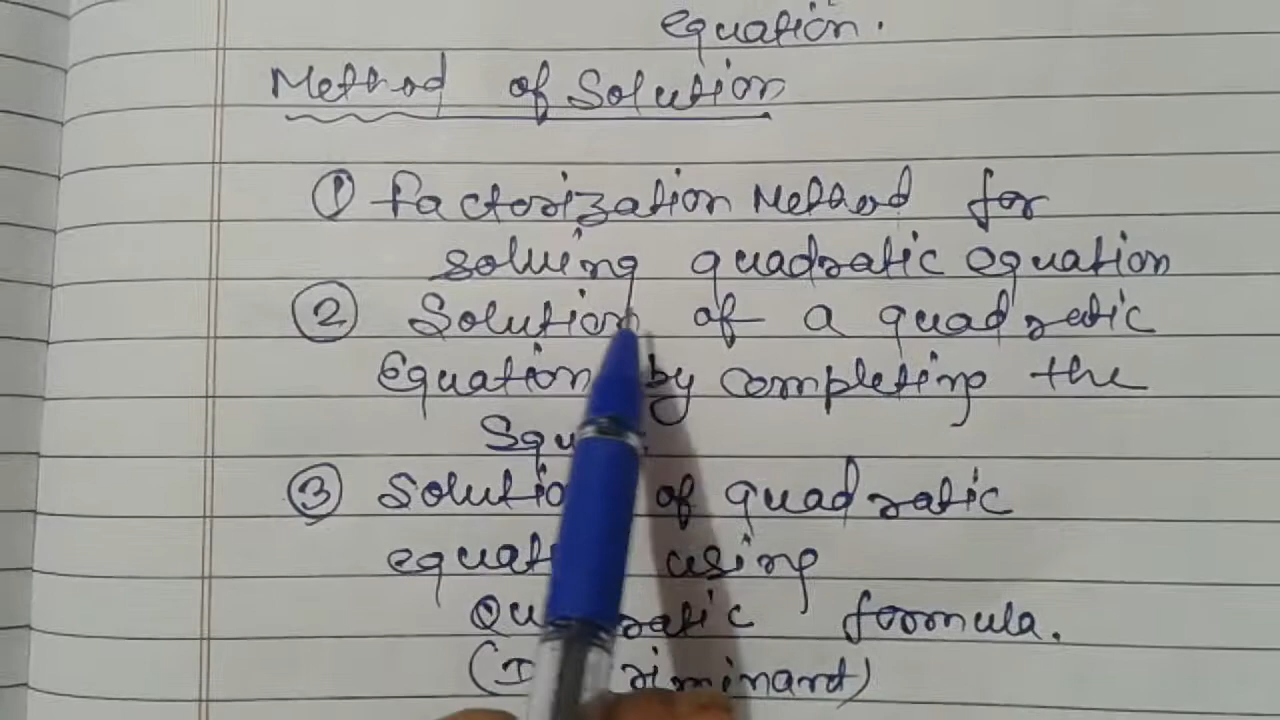 equation.
Method of Solution
① Factorization Method for
solving quadratic equation
② Solution of a quadratic
Equation by completing the
③ of quadratic
using
formula.